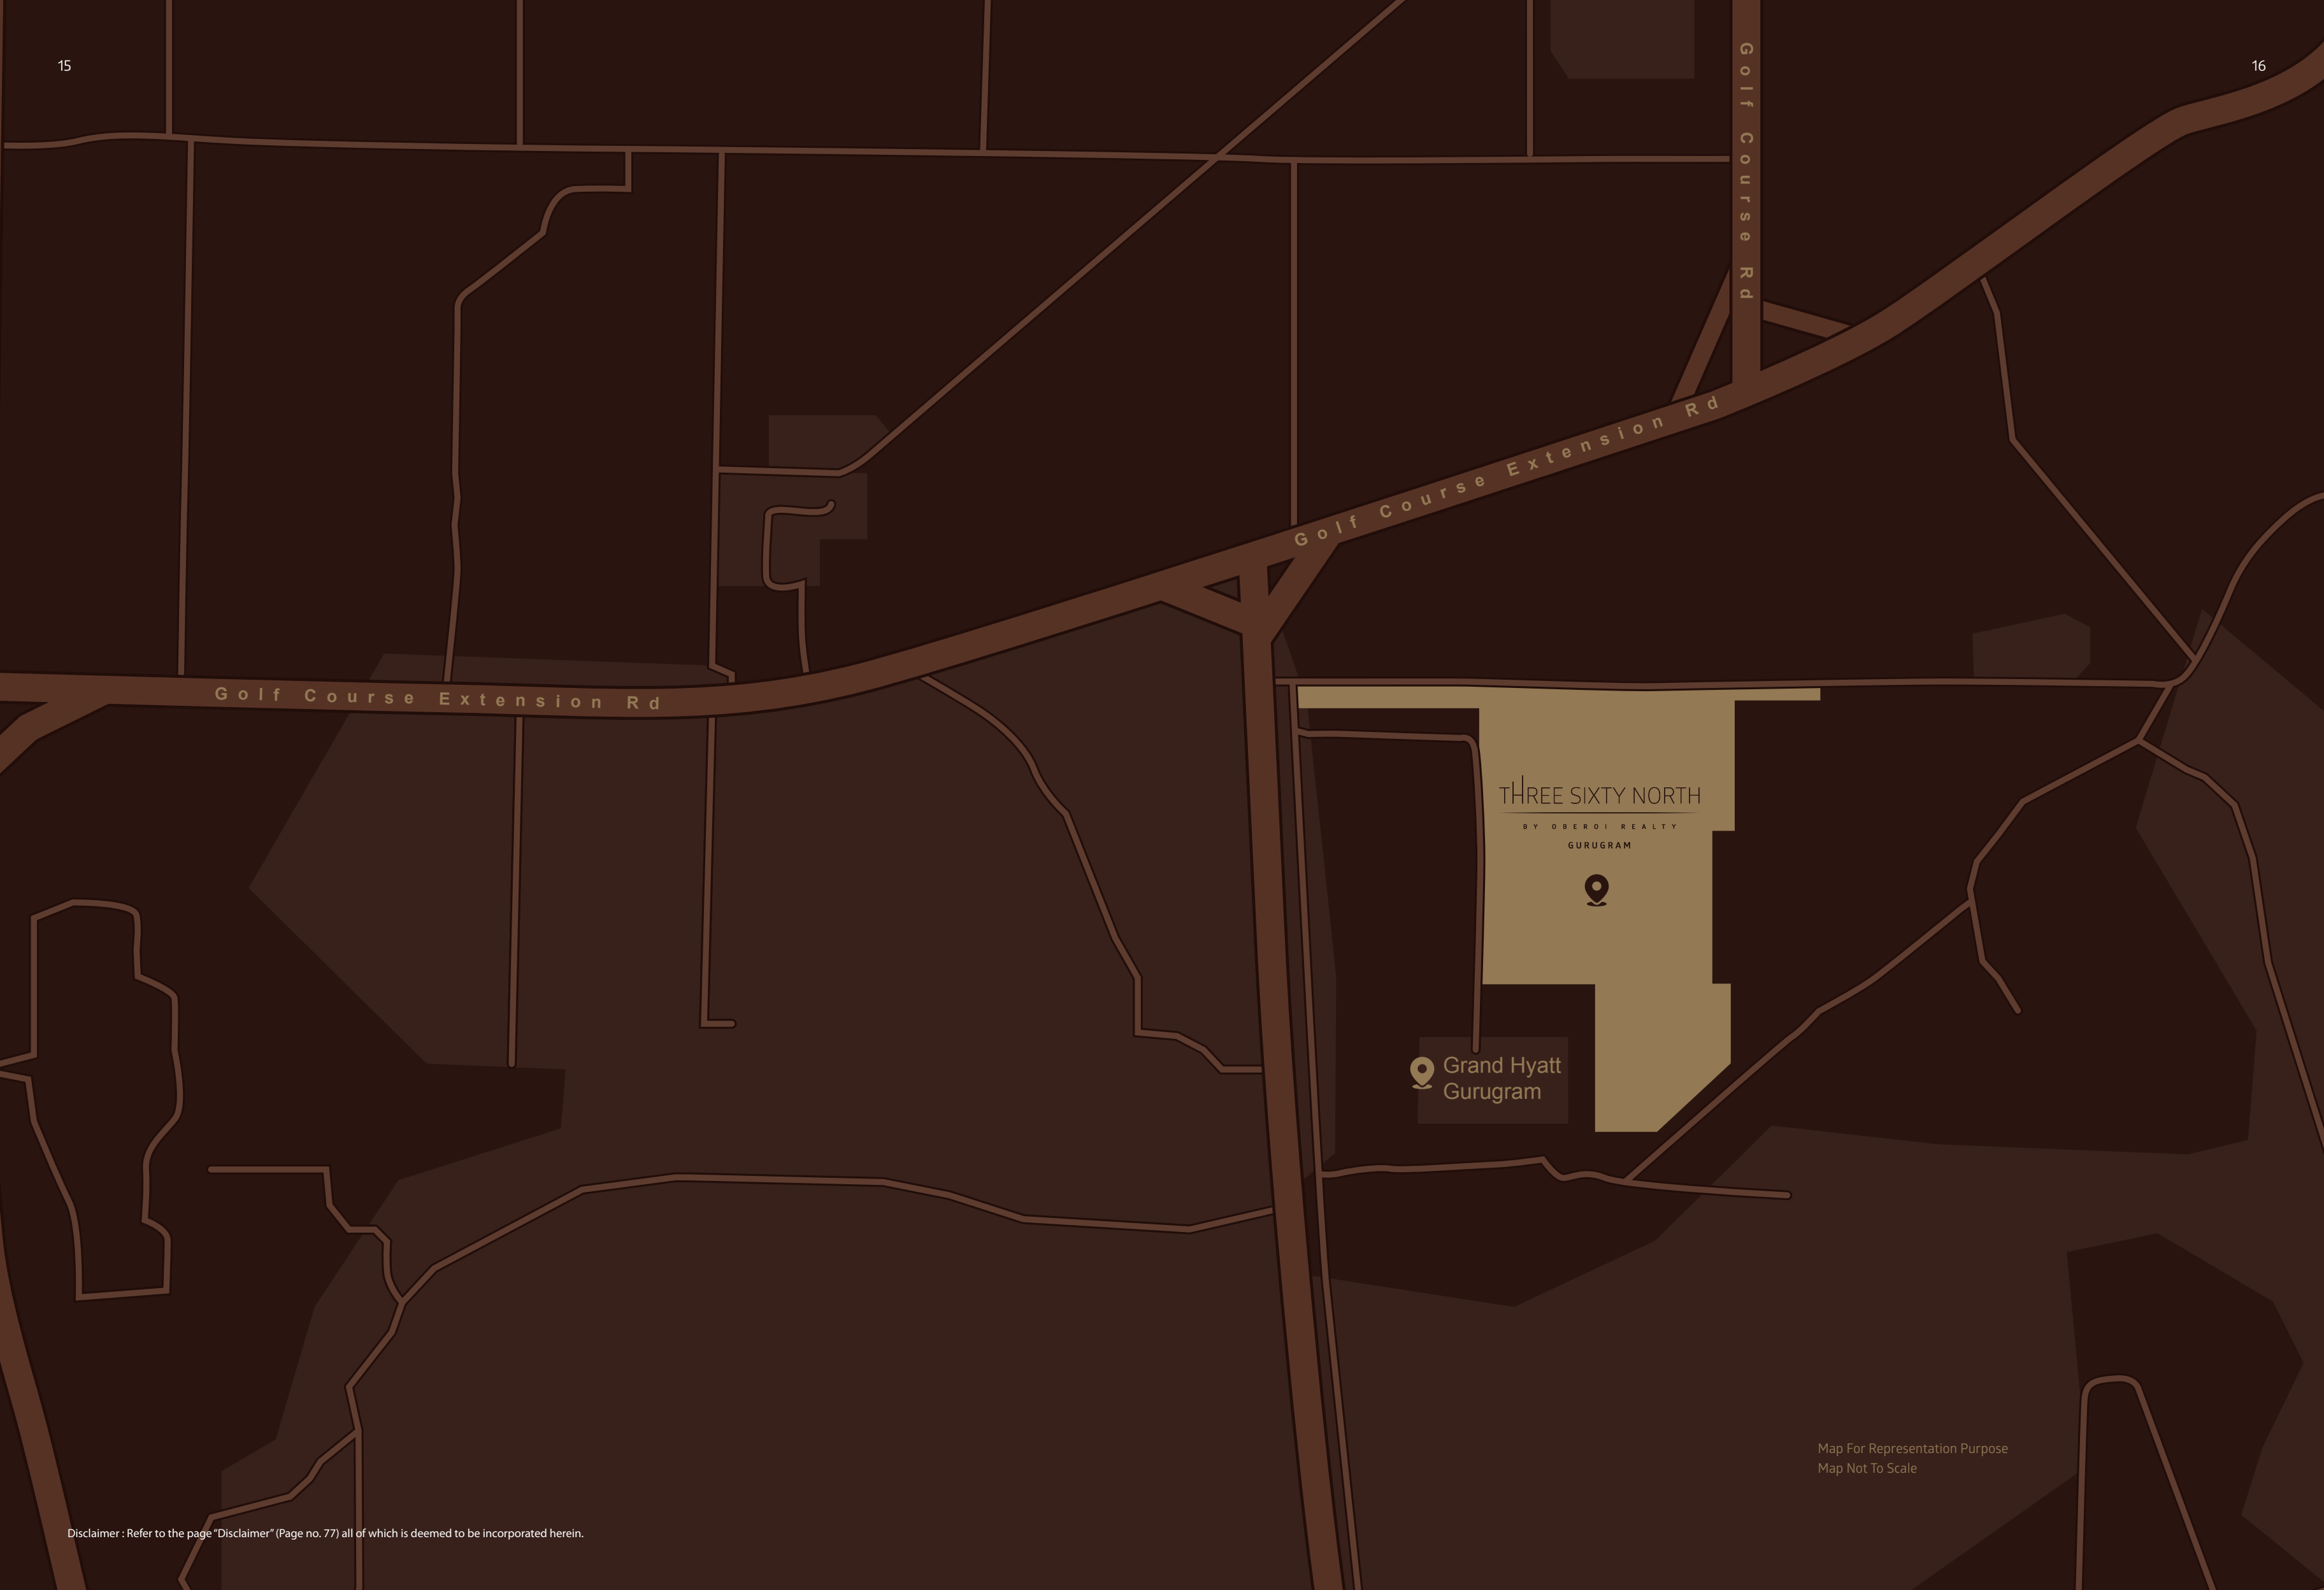 15
16
Golf Course Rd
Golf Course Extension Rd
Golf Course Extension Rd
THREE SIXTY NORTH
BY OBEROI REALTY
GURUGRAM
Grand Hyatt
Gurugram
Map For Representation Purpose
Map Not To Scale
Disclaimer : Refer to the page “Disclaimer” (Page no. 77) all of which is deemed to be incorporated herein.